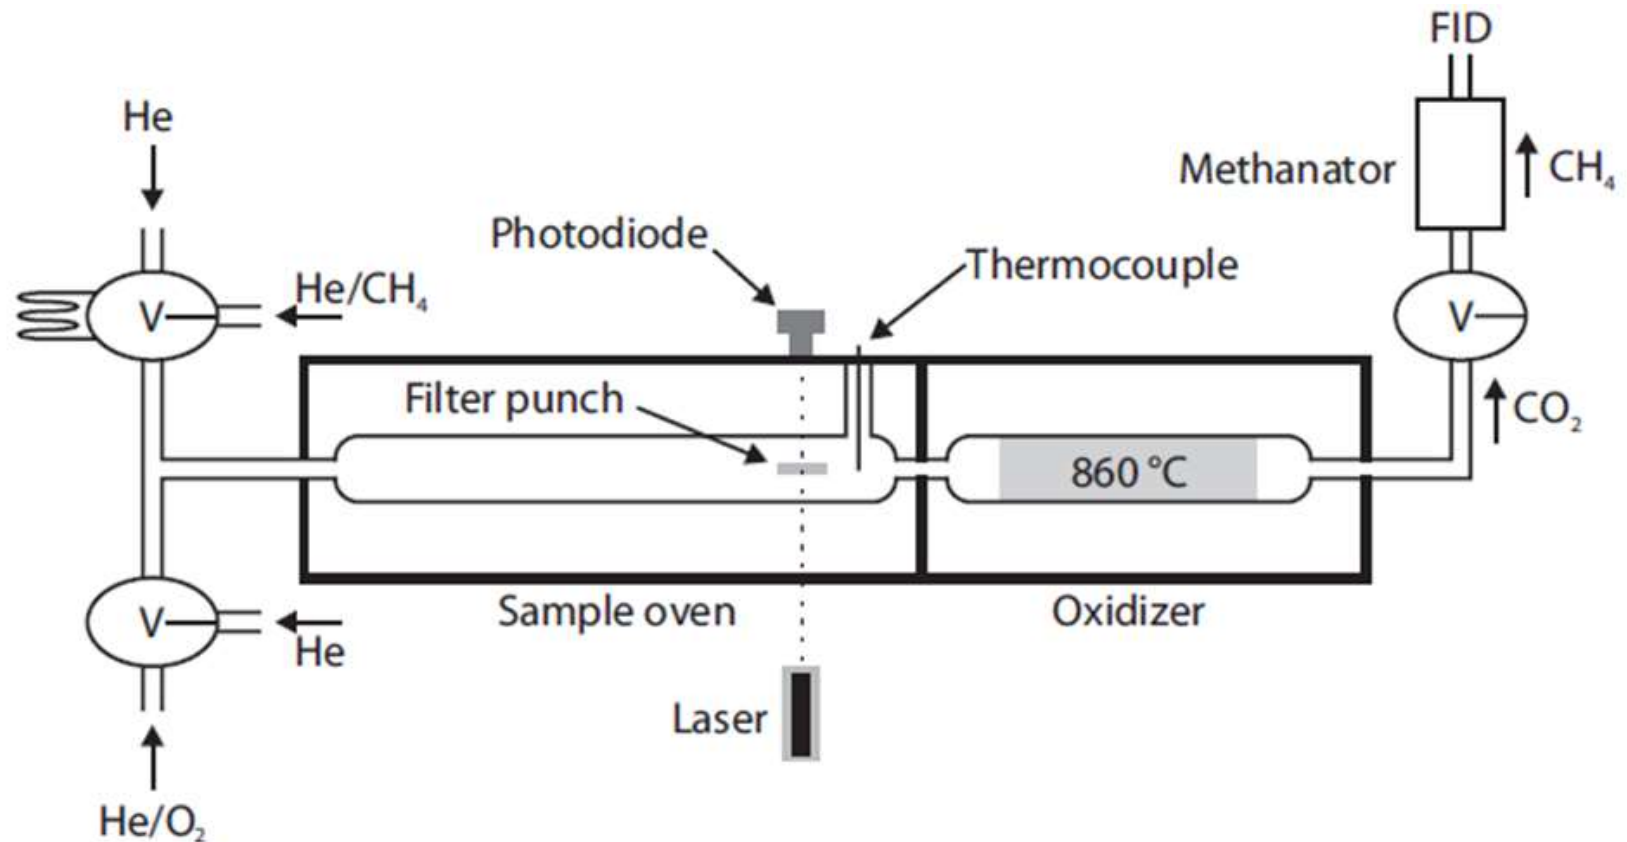 FID
He
Methanator
CH₄
Photodiode
Thermocouple
He/CH₄
V
V
Filter punch
CO₂
860 °C
Sample oven
Oxidizer
V
He
Laser
He/O₂